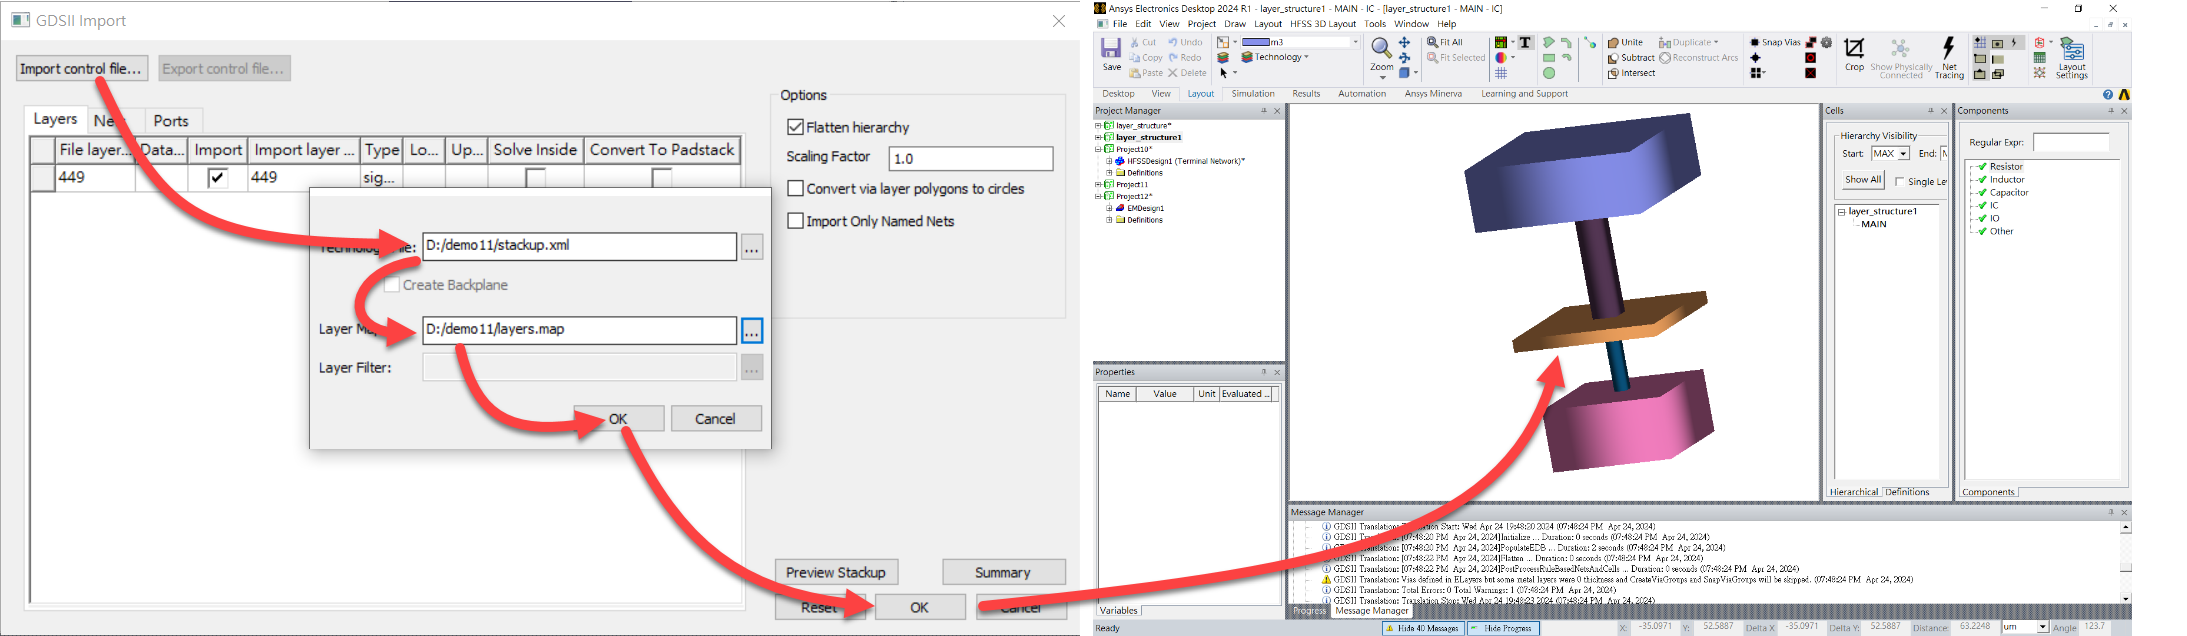 GDSII Import
Import control file...
Export control file...
Layers
Ports
File layer...
Data...
Import
Import layer ...
Type
Lo...
Up...
Solve Inside
Convert To Padstack
449
449
sig...
D:/demo11/stackup.xml
...
Create Backplane
Layer
D:/demo11/layers.map
...
Layer Filter:
...
OK
Cancel
Options
Flatten hierarchy
Scaling Factor
1.0
Convert via layer polygons to circles
Import Only Named Nets
Preview Stackup
Summary
Reset
OK
Cancel
Ansys Electronics Desktop 2024 R1 - layer_structure1 - MAIN - IC - [layer_structure1 - MAIN - IC]
File Edit View Project Draw Layout HFSS 3D Layout Tools Window Help
Save
Cut
Copy
Paste
Undo
Redo
Delete
m3
Technology
Zoom
Fit All
Fit Selected
T
Unite
Subtract
Intersect
Duplicate
Reconstruct Arcs
Snap Vias
Crop
Show Physically
Connected
Net
Tracing
Layout
Settings
Desktop
View
Layout
Simulation
Results
Automation
Ansys Minerva
Learning and Support
Project Manager
layer_structure*
layer_structure1
Project10*
HFSSDesign1 (Terminal Network)*
Definitions
Project11
Project12*
EMDesign1
Definitions
Properties
Name
Value
Unit
Evaluated ...
Variables
Cells
Hierarchy Visibility
Start:
MAX
End:
Show All
Single Le
layer_structure1
MAIN
Hierarchical
Definitions
Components
Regular Expr:
Resistor
Inductor
Capacitor
IC
IO
Other
Components
Message Manager
GDSII Translation: Translation Start: Wed Apr 24 19:48:20 2024 (07:48:24 PM Apr 24, 2024)
GDSII Translation: [07:48:20 PM Apr 24, 2024]Initialize ... Duration: 0 seconds (07:48:24 PM Apr 24, 2024)
GDSII Translation: [07:48:20 PM Apr 24, 2024]PopulateEDB ... Duration: 2 seconds (07:48:24 PM Apr 24, 2024)
GDSII Translation: [07:48:22 PM Apr 24, 2024]Flatten ... Duration: 0 seconds (07:48:24 PM Apr 24, 2024)
GDSII Translation: [07:48:22 PM Apr 24, 2024]PostProcessRuleBasedNetsAndCells ... Duration: 0 seconds (07:48:24 PM Apr 24, 2024)
GDSII Translation: Vias defined in ELayers but some metal layers were 0 thickness and CreateViaGroups and SnapViaGroups will be skipped. (07:48:24 PM Apr 24, 2024)
GDSII Translation: Total Errors: 0 Total Warnings: 1 (07:48:24 PM Apr 24, 2024)
GDSII Translation: Translation Stop: Wed Apr 24 19:48:23 2024 (07:48:24 PM Apr 24, 2024)
Progress
Message Manager
Ready
Hide 40 Messages
Hide Progress
X: -35.0971
Y: 52.5887
Delta X -35.0971
Delta Y: 52.5887
Distance: 63.2248
um
Angle 123.7